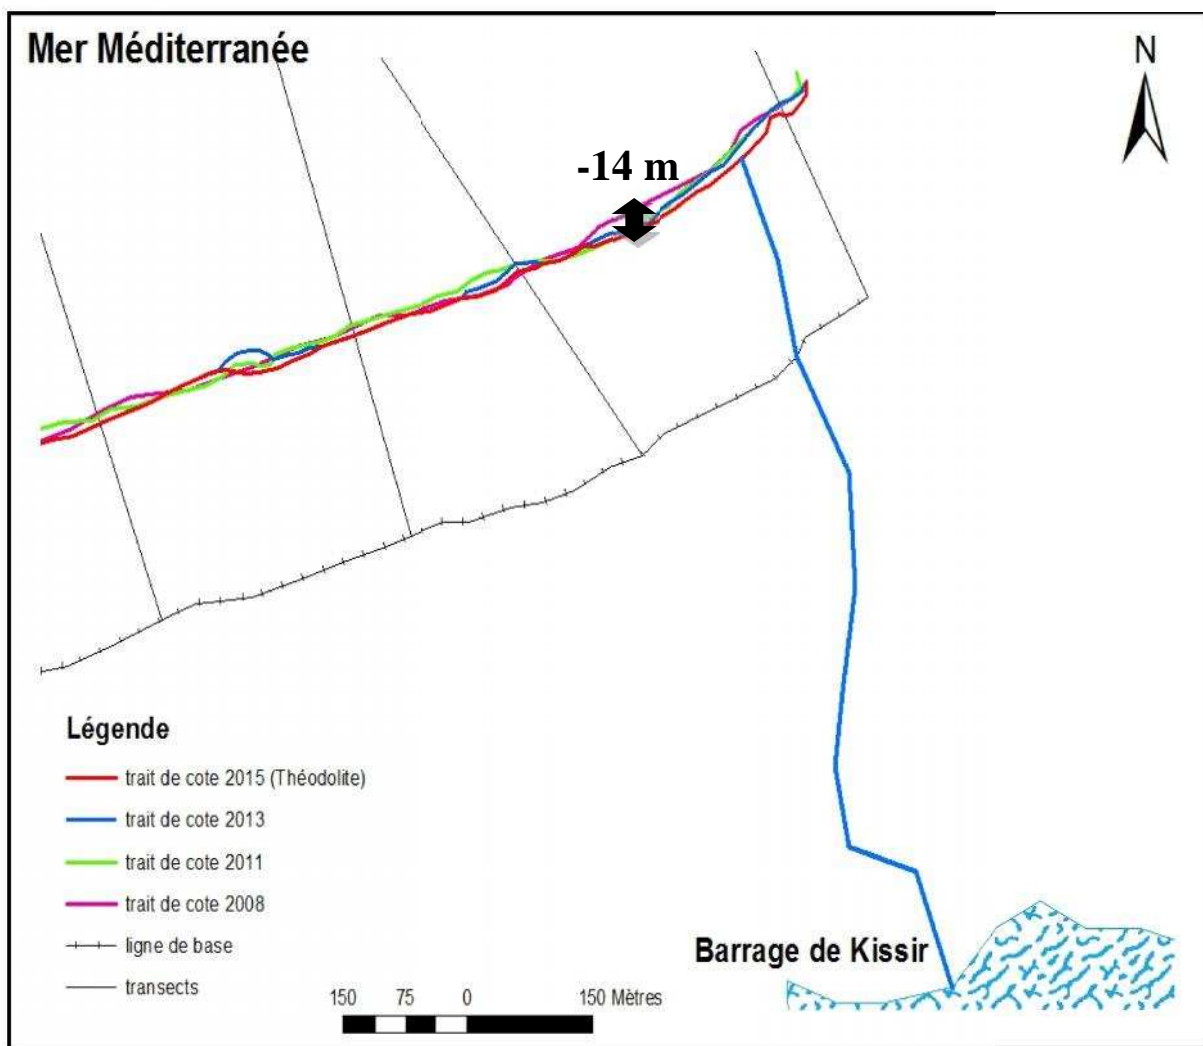 Mer Méditerranée
N
-14 m
Légende
trait de cote 2015 (Théodolite)
trait de cote 2013
trait de cote 2011
trait de cote 2008
ligne de base
transects
Barrage de Kissir
150 75 0 150 Mètres